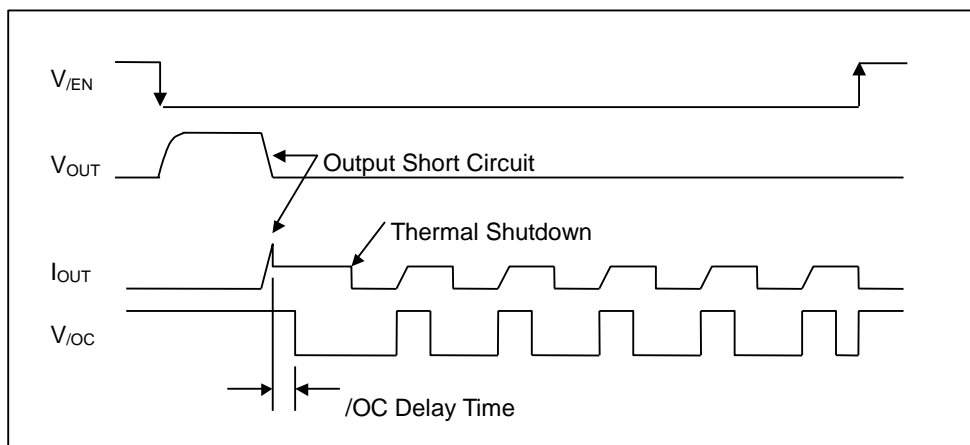 V/EN
VOUT
Output Short Circuit
Thermal Shutdown
IOUT
V/OC
/OC Delay Time